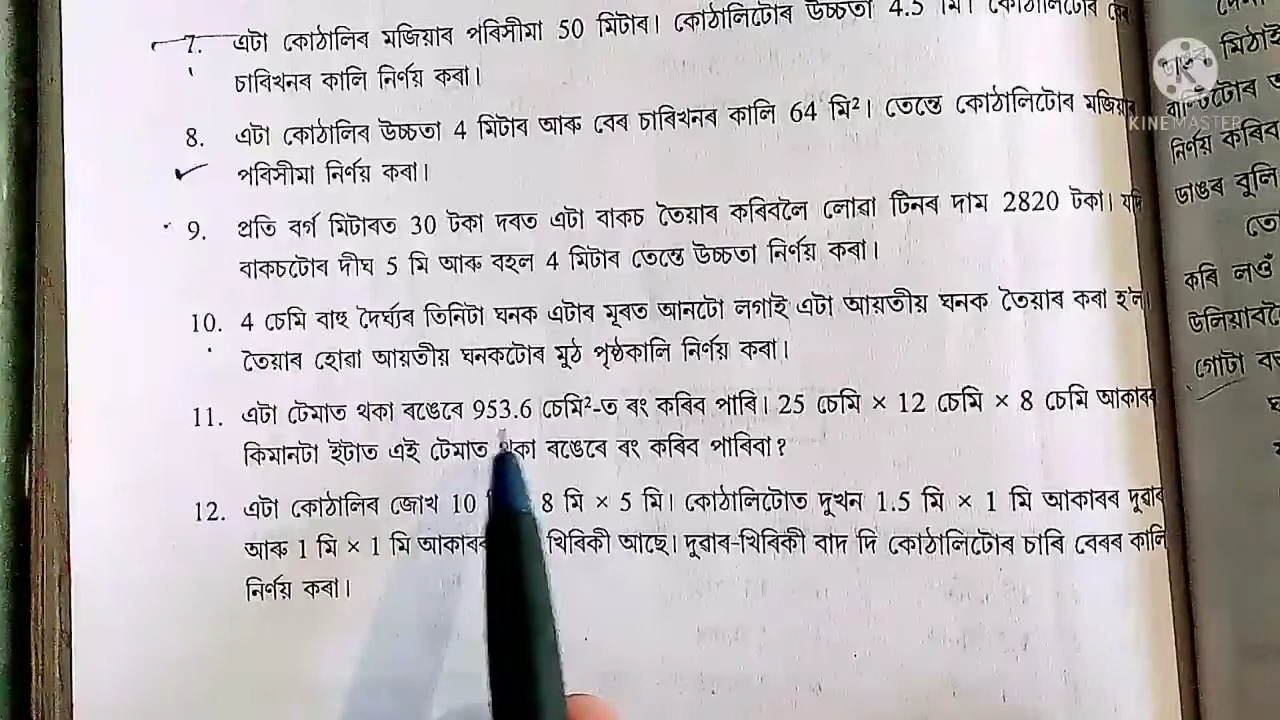 7. এটা কোঠালিৰ মজিয়াৰ পৰিসীমা 50 মিটাৰ। কোঠালিটোৰ উচ্চতা 4.5 মি। কোঠালিটোৰ বেৰ
চাৰিখনৰ কালি নিৰ্ণয় কৰা।
8. এটা কোঠালিৰ উচ্চতা 4 মিটাৰ আৰু বেৰ চাৰিখনৰ কালি 64 মি²। তেন্তে কোঠালিটোৰ মজিয়াৰ
পৰিসীমা নিৰ্ণয় কৰা।
9. প্ৰতি বৰ্গ মিটাৰত 30 টকা দৰত এটা বাকচ তৈয়াৰ কৰিবলৈ লোৱা টিনৰ দাম 2820 টকা। যদি
বাকচটোৰ দীঘ 5 মি আৰু বহল 4 মিটাৰ তেন্তে উচ্চতা নিৰ্ণয় কৰা।
10. 4 চেমি বাহু দৈৰ্ঘ্যৰ তিনিটা ঘনক এটাৰ মূৰত আনটো লগাই এটা আয়তীয় ঘনক তৈয়াৰ কৰা হ'ল।
তৈয়াৰ হোৱা আয়তীয় ঘনকটোৰ মুঠ পৃষ্ঠকালি নিৰ্ণয় কৰা।
11. এটা টেমাত থকা ৰঙেৰে 953.6 চেমি²-ত ৰং কৰিব পাৰি। 25 চেমি × 12 চেমি × 8 চেমি আকাৰৰ
কিমানটা ইটাত এই টেমাত থকা ৰঙেৰে ৰং কৰিব পাৰিবা?
12. এটা কোঠালিৰ জোখ 10 8 মি × 5 মি। কোঠালিটোত দুখন 1.5 মি × 1 মি আকাৰৰ দুৱাৰ
আৰু 1 মি × 1 মি আকাৰৰ খিৰিকী আছে। দুৱাৰ-খিৰিকী বাদ দি কোঠালিটোৰ চাৰি বেৰৰ কালি
নিৰ্ণয় কৰা।
KINEMASTER
মিঠাই
নিৰ্ণয় কৰিব
ডাঙৰ বুলি
তে
কৰি লওঁ
উলিয়াবলৈ
গোটা